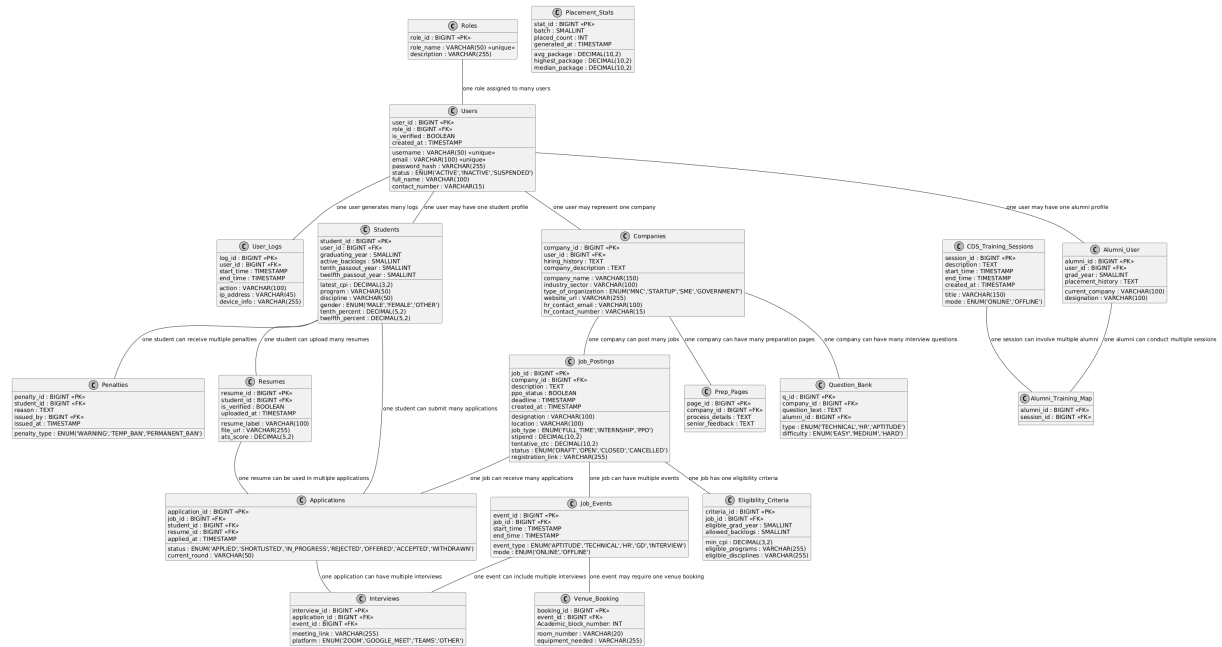 C Roles
role_id : BIGINT «PK»
role_name : VARCHAR(50) «unique»
description : VARCHAR(255)
C Placement_Stats
stat_id : BIGINT «PK»
batch : SMALLINT
placed_count : INT
generated_at : TIMESTAMP
avg_package : DECIMAL(10,2)
highest_package : DECIMAL(10,2)
median_package : DECIMAL(10,2)
one role assigned to many users
C Users
user_id : BIGINT «PK»
role_id : BIGINT «FK»
is_verified : BOOLEAN
created_at : TIMESTAMP
username : VARCHAR(50) «unique»
email : VARCHAR(100) «unique»
password_hash : VARCHAR(255)
status : ENUM('ACTIVE','INACTIVE','SUSPENDED')
full_name : VARCHAR(100)
contact_number : VARCHAR(15)
one user generates many logs
one user may have one student profile
one user may represent one company
one user may have one alumni profile
C User_Logs
log_id : BIGINT «PK»
user_id : BIGINT «FK»
start_time : TIMESTAMP
end_time : TIMESTAMP
action : VARCHAR(100)
ip_address : VARCHAR(45)
device_info : VARCHAR(255)
C Students
student_id : BIGINT «PK»
user_id : BIGINT «FK»
graduating_year : SMALLINT
active_backlogs : SMALLINT
tenth_passout_year : SMALLINT
twelfth_passout_year : SMALLINT
latest_cpi : DECIMAL(3,2)
program : VARCHAR(50)
discipline : VARCHAR(50)
gender : ENUM('MALE','FEMALE','OTHER')
tenth_percent : DECIMAL(5,2)
twelfth_percent : DECIMAL(5,2)
C Companies
company_id : BIGINT «PK»
user_id : BIGINT «FK»
hiring_history : TEXT
company_description : TEXT
company_name : VARCHAR(150)
industry_sector : VARCHAR(100)
type_of_organization : ENUM('MNC','STARTUP','SME','GOVERNMENT')
website_url : VARCHAR(255)
hr_contact_email : VARCHAR(100)
hr_contact_number : VARCHAR(15)
C CDS_Training_Sessions
session_id : BIGINT «PK»
description : TEXT
start_time : TIMESTAMP
end_time : TIMESTAMP
created_at : TIMESTAMP
title : VARCHAR(150)
mode : ENUM('ONLINE','OFFLINE')
C Alumni_User
alumni_id : BIGINT «PK»
user_id : BIGINT «FK»
grad_year : SMALLINT
placement_history : TEXT
current_company : VARCHAR(100)
designation : VARCHAR(100)
one student can receive multiple penalties
one student can upload many resumes
one company can post many jobs
one company can have many preparation pages
one company can have many interview questions
one session can involve multiple alumni
one alumni can conduct multiple sessions
C Penalties
penalty_id : BIGINT «PK»
student_id : BIGINT «FK»
reason : TEXT
issued_by : BIGINT «FK»
issued_at : TIMESTAMP
penalty_type : ENUM('WARNING','TEMP_BAN','PERMANENT_BAN')
C Resumes
resume_id : BIGINT «PK»
student_id : BIGINT «FK»
is_verified : BOOLEAN
uploaded_at : TIMESTAMP
resume_label : VARCHAR(100)
file_url : VARCHAR(255)
ats_score : DECIMAL(5,2)
one student can submit many applications
C Job_Postings
job_id : BIGINT «PK»
company_id : BIGINT «FK»
description : TEXT
ppo_status : BOOLEAN
deadline : TIMESTAMP
created_at : TIMESTAMP
designation : VARCHAR(100)
location : VARCHAR(100)
job_type : ENUM('FULL_TIME','INTERNSHIP','PPO')
stipend : DECIMAL(10,2)
tentative_ctc : DECIMAL(10,2)
status : ENUM('DRAFT','OPEN','CLOSED','CANCELLED')
registration_link : VARCHAR(255)
C Prep_Pages
page_id : BIGINT «PK»
company_id : BIGINT «FK»
process_details : TEXT
senior_feedback : TEXT
C Question_Bank
q_id : BIGINT «PK»
company_id : BIGINT «FK»
question_text : TEXT
alumni_id : BIGINT «FK»
type : ENUM('TECHNICAL','HR','APTITUDE')
difficulty : ENUM('EASY','MEDIUM','HARD')
C Alumni_Training_Map
alumni_id : BIGINT «FK»
session_id : BIGINT «FK»
one resume can be used in multiple applications
one job can receive many applications
one job can have multiple events
one job has one eligibility criteria
C Applications
application_id : BIGINT «PK»
job_id : BIGINT «FK»
student_id : BIGINT «FK»
resume_id : BIGINT «FK»
applied_at : TIMESTAMP
status : ENUM('APPLIED','SHORTLISTED','IN_PROGRESS','REJECTED','OFFERED','ACCEPTED','WITHDRAWN')
current_round : VARCHAR(50)
C Job_Events
event_id : BIGINT «PK»
job_id : BIGINT «FK»
start_time : TIMESTAMP
end_time : TIMESTAMP
event_type : ENUM('APTITUDE','TECHNICAL','HR','GD','INTERVIEW')
mode : ENUM('ONLINE','OFFLINE')
C Eligibility_Criteria
criteria_id : BIGINT «PK»
job_id : BIGINT «FK»
eligible_grad_year : SMALLINT
allowed_backlogs : SMALLINT
min_cpi : DECIMAL(3,2)
eligible_programs : VARCHAR(255)
eligible_disciplines : VARCHAR(255)
one application can have multiple interviews
one event can include multiple interviews
one event may require one venue booking
C Interviews
interview_id : BIGINT «PK»
application_id : BIGINT «FK»
event_id : BIGINT «FK»
meeting_link : VARCHAR(255)
platform : ENUM('ZOOM','GOOGLE_MEET','TEAMS','OTHER')
C Venue_Booking
booking_id : BIGINT «PK»
event_id : BIGINT «FK»
Academic_block_number: INT
room_number : VARCHAR(20)
equipment_needed : VARCHAR(255)